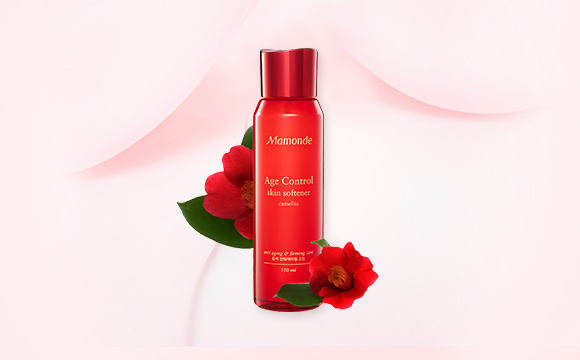 Mamonde
Age Control
skin softener
camellia
anti aging & firming care
150 ml